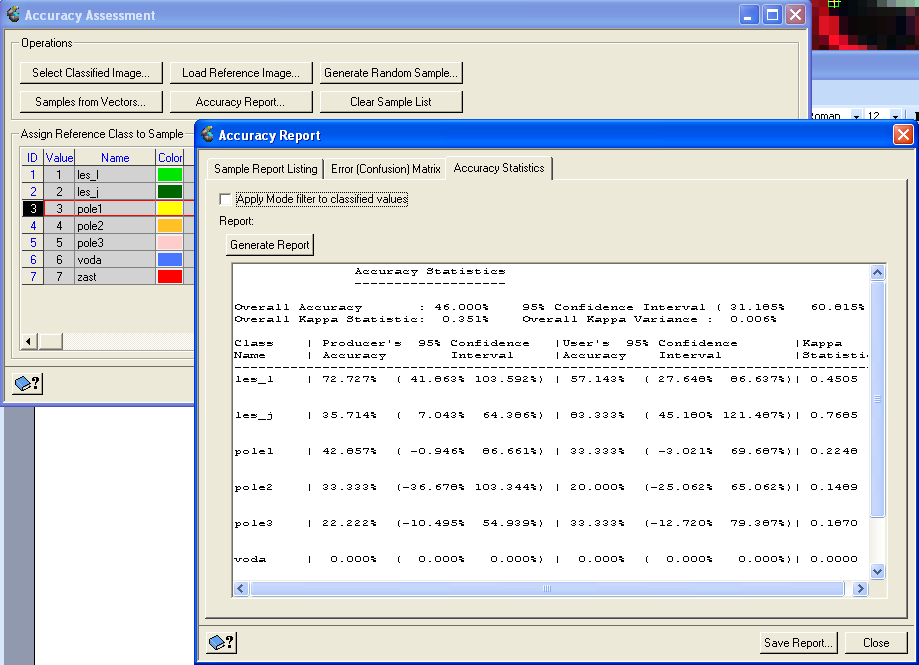 Accuracy Assessment
Operations
Select Classified Image...
Load Reference Image...
Generate Random Sample...
Samples from Vectors...
Accuracy Report...
Clear Sample List
Roman
12
Assign Reference Class to Sample
ID Value Name Color
1 1 les_l
2 2 les_j
3 3 pole1
4 4 pole2
5 5 pole3
6 6 voda
7 7 zast
Accuracy Report
Sample Report Listing
Error (Confusion) Matrix
Accuracy Statistics
Apply Mode filter to classified values
Report:
Generate Report
Accuracy Statistics
-------------------
Overall Accuracy : 46.000% 95% Confidence Interval ( 31.185% 60.815%
Overall Kappa Statistic: 0.351% Overall Kappa Variance : 0.006%
Class | Producer's 95% Confidence |User's 95% Confidence |Kappa
Name | Accuracy Interval |Accuracy Interval |Statisti
les_l | 72.727% ( 41.863% 103.592%) | 57.143% ( 27.648% 86.637%)| 0.4505
les_j | 35.714% ( 7.043% 64.386%) | 83.333% ( 45.180% 121.487%)| 0.7685
pole1 | 42.857% ( -0.946% 86.661%) | 33.333% ( -3.021% 69.687%)| 0.2248
pole2 | 33.333% (-36.678% 103.344%) | 20.000% (-25.062% 65.062%)| 0.1489
pole3 | 22.222% (-10.495% 54.939%) | 33.333% (-12.720% 79.387%)| 0.1870
voda | 0.000% ( 0.000% 0.000%) | 0.000% ( 0.000% 0.000%)| 0.0000
Save Report...
Close